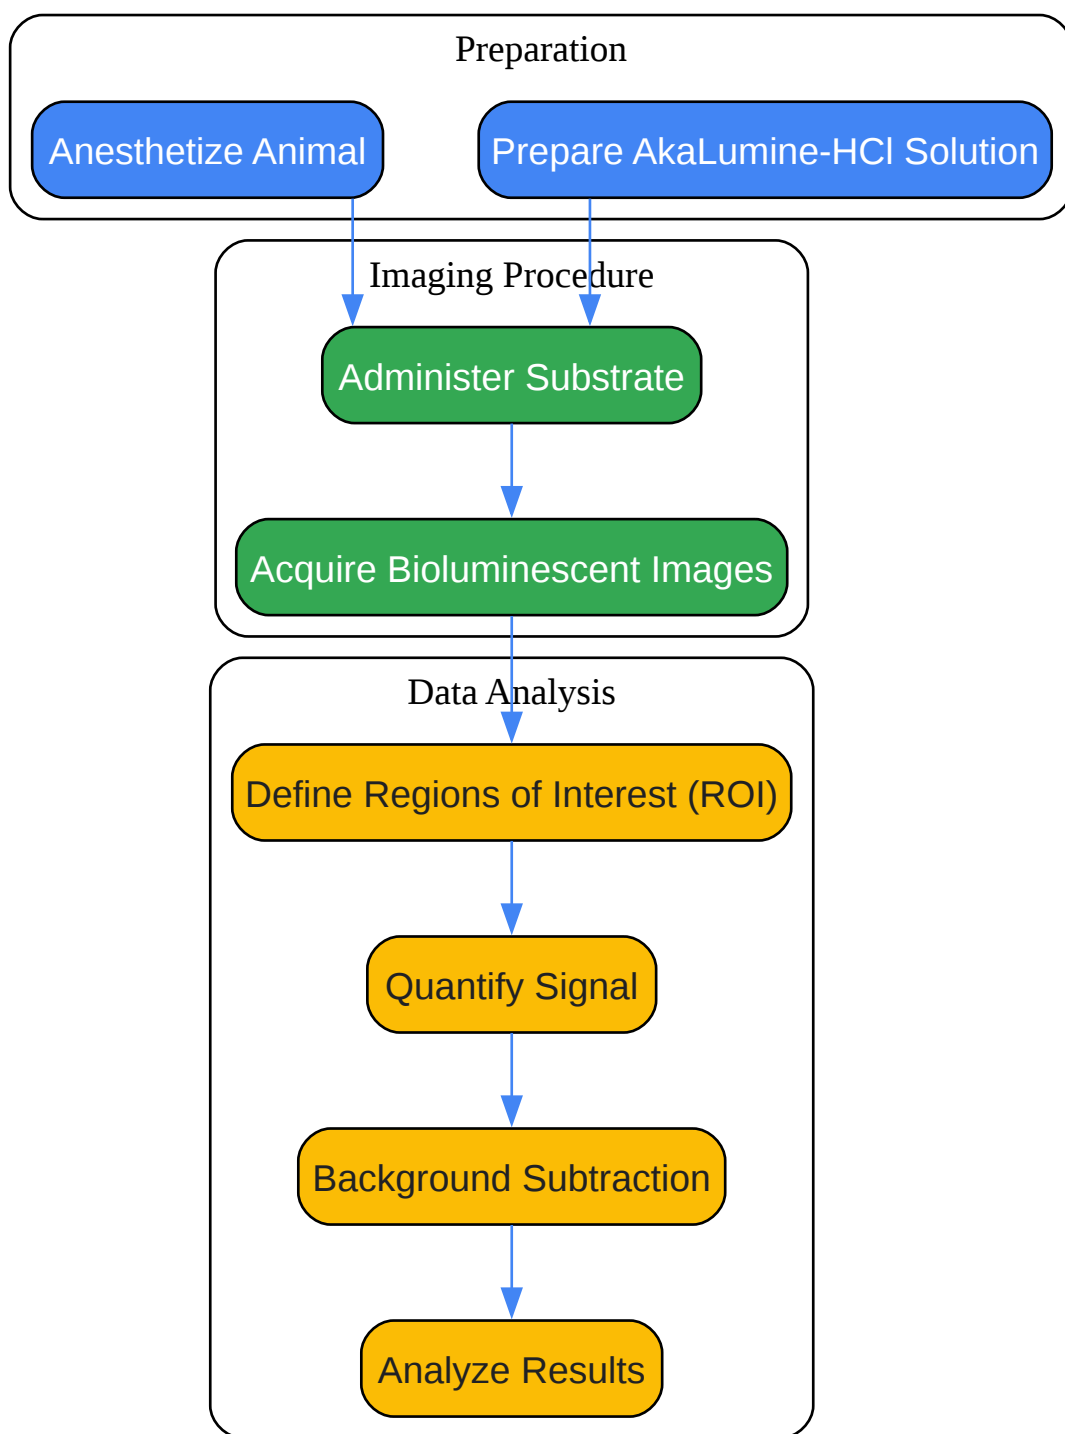 Preparation
Anesthetize Animal
Prepare AkaLumine-HCl Solution
Imaging Procedure
Administer Substrate
Acquire Bioluminescent Images
Data Analysis
Define Regions of Interest (ROI)
Quantify Signal
Background Subtraction
Analyze Results